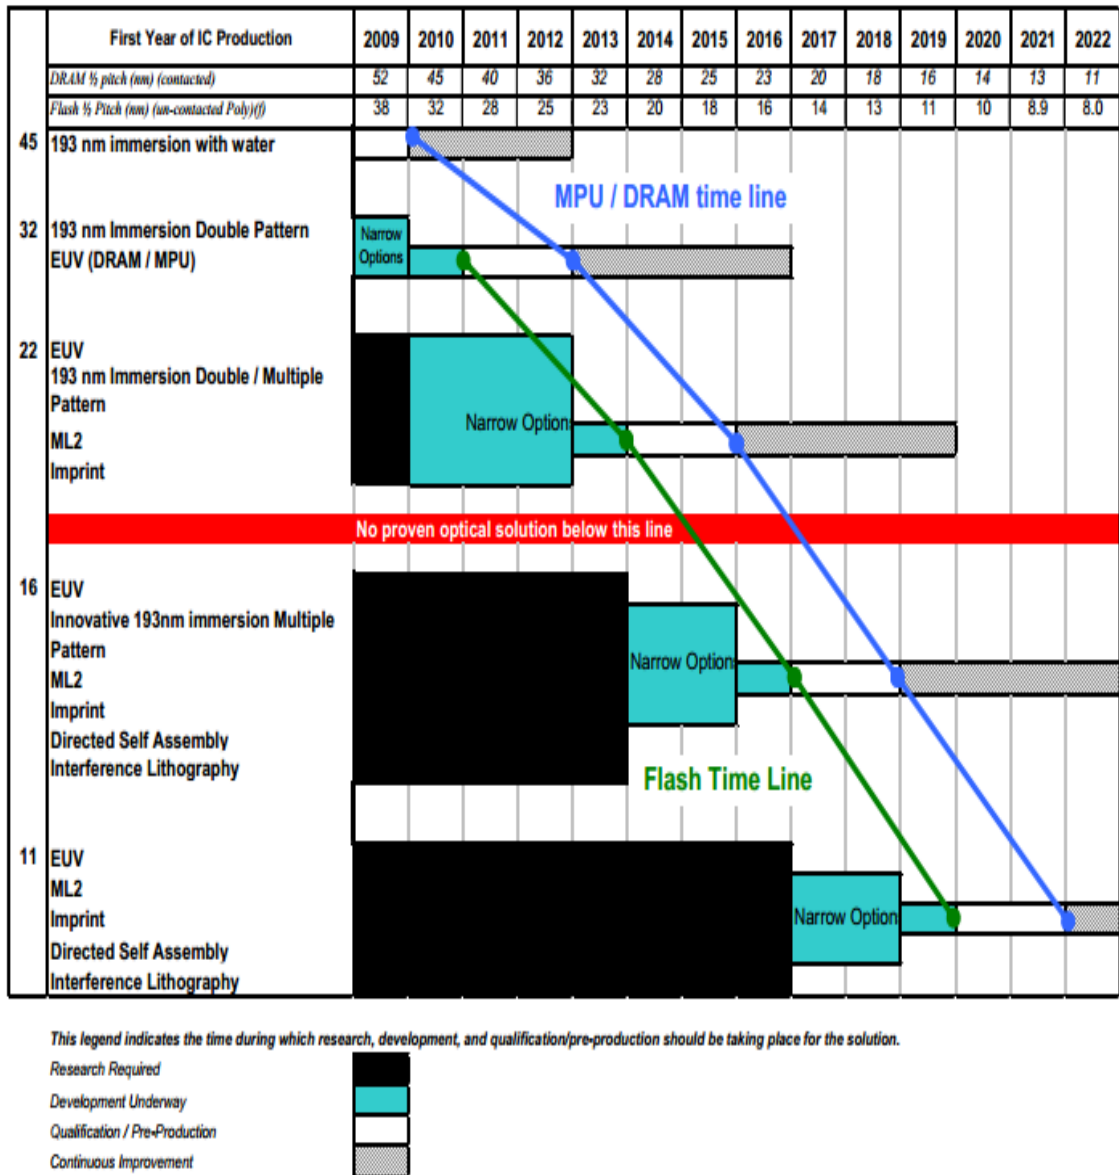 First Year of IC Production 2009 2010 2011 2012 2013 2014 2015 2016 2017 2018 2019 2020 2021 2022
DRAM ½ pitch (nm) (contacted) 52 45 40 36 32 28 25 23 20 18 16 14 13 11
Flash ½ Pitch (nm) (un-contacted Poly)(f) 38 32 28 25 23 20 18 16 14 13 11 10 8.9 8.0
45 193 nm immersion with water
MPU / DRAM time line
32 193 nm Immersion Double Pattern
EUV (DRAM / MPU)
Narrow
Options
22 EUV
193 nm Immersion Double / Multiple
Pattern
ML2
Imprint
Narrow Option
No proven optical solution below this line
16 EUV
Innovative 193nm immersion Multiple
Pattern
ML2
Imprint
Directed Self Assembly
Interference Lithography
Narrow Option
Flash Time Line
11 EUV
ML2
Imprint
Directed Self Assembly
Interference Lithography
Narrow Option
This legend indicates the time during which research, development, and qualification/pre-production should be taking place for the solution.
Research Required
Development Underway
Qualification / Pre-Production
Continuous Improvement